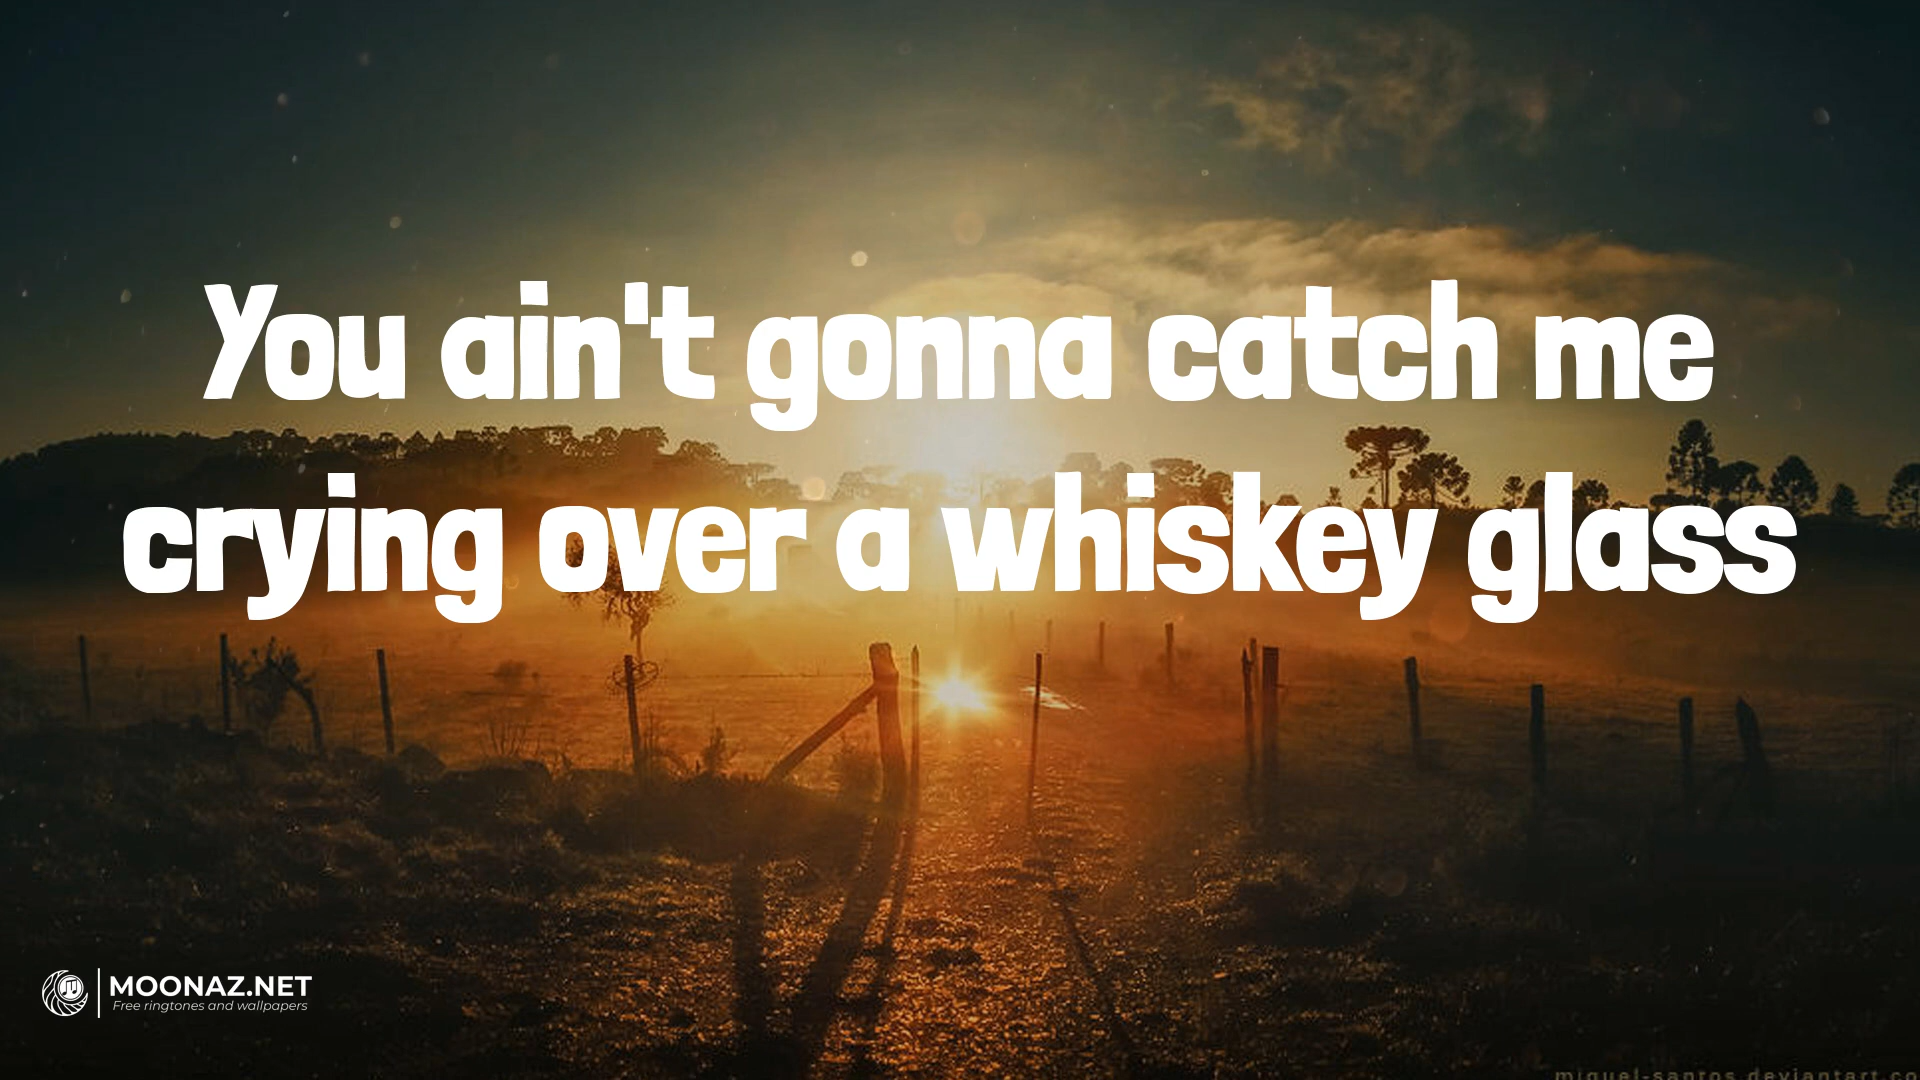 You ain't gonna catch me
crying over a whiskey glass
MOONAZ.NET
Free ringtones and wallpapers
miguel-santos.deviantart.co